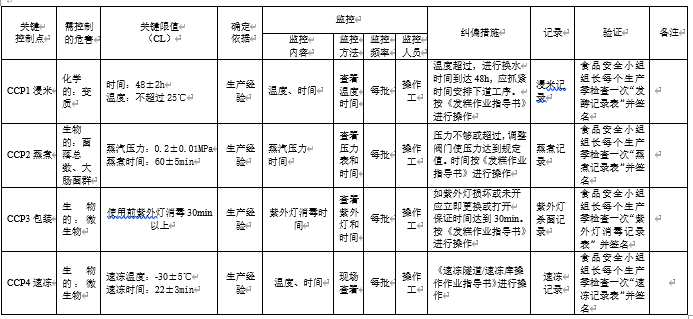 关键控制点
需控制的危害
关键限值（CL）
确定依据
监控
监控内容
监控方法
监控频率
监控人员
纠偏措施
记录
验证
备注
CCP1 浸米
化学的：变质
时间：48±2h
温度：不超过 25℃
生产经验
温度、时间
查看温度时间
每批
操作工
温度超过，进行换水
时间到达 48h，应抓紧
时间安排下道工序。
按《发糕作业指导书》
进行操作
浸米记录
食品安全小组
组长每个生产
季检查一次“发
酵记录表”并签
名
CCP2 蒸煮
生物的：菌落总数、大肠菌群
蒸汽压力：0.2±0.01MPa
蒸煮时间：60±5min
生产经验
蒸汽压力
时间
查看压力表和时间
每批
操作工
压力不够或超过，调整
阀门使压力达到规定
值。时间按《发糕作业
指导书》进行操作
蒸煮记录
食品安全小组
组长每个生产
季检查一次“蒸
煮记录表”并签
名
CCP3 包装
生物的：微生物
使用前紫外灯消毒 30min
以上
生产经验
紫外灯消毒时间
查看紫外灯和时间
每批
操作工
如紫外灯损坏或未开
应立即更换或打开
保证时间达到 30min。
按《发糕作业指导书》
进行操作
紫外灯杀菌记录
食品安全小组
组长每个生产
季检查一次“紫
外灯消毒记录
表”并签名
CCP4 速冻
生物的：微生物
速冻温度：-30±5℃
速冻时间：22±3min
生产经验
温度、时间
现场查看
每批
操作工
《速冻隧道/速冻库操
作作业指导书》进行操
作
速冻记录
食品安全小组
组长每个生产
季检查一次“速
冻记录表”并签
名